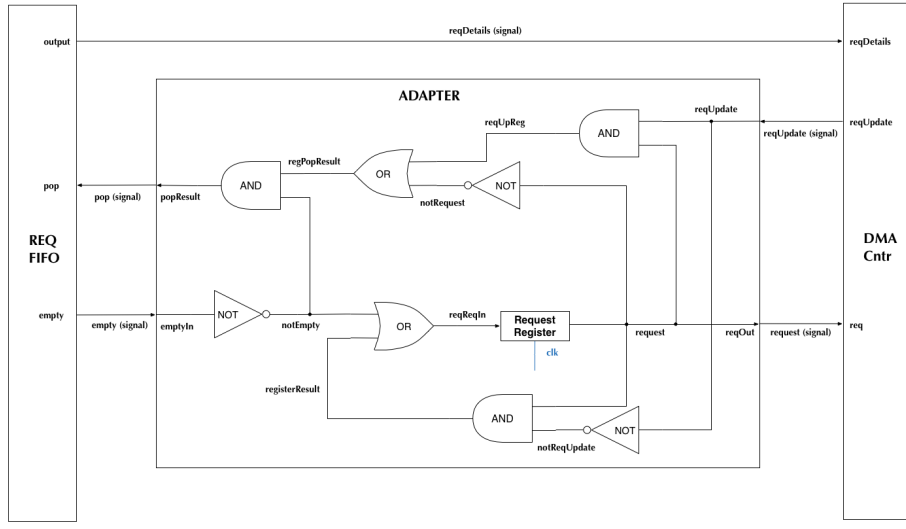 reqDetails (signal)
output
reqDetails
ADAPTER
reqUpdate
reqUpReg
AND
reqUpdate (signal)
reqUpdate
regPopResult
OR
NOT
AND
notRequest
pop
pop (signal)
popResult
REQ
FIFO
DMA
Cntr
empty
empty (signal)
emptyIn
NOT
notEmpty
OR
reqReqIn
Request
Register
clk
request
reqOut
request (signal)
req
registerResult
AND
NOT
notReqUpdate